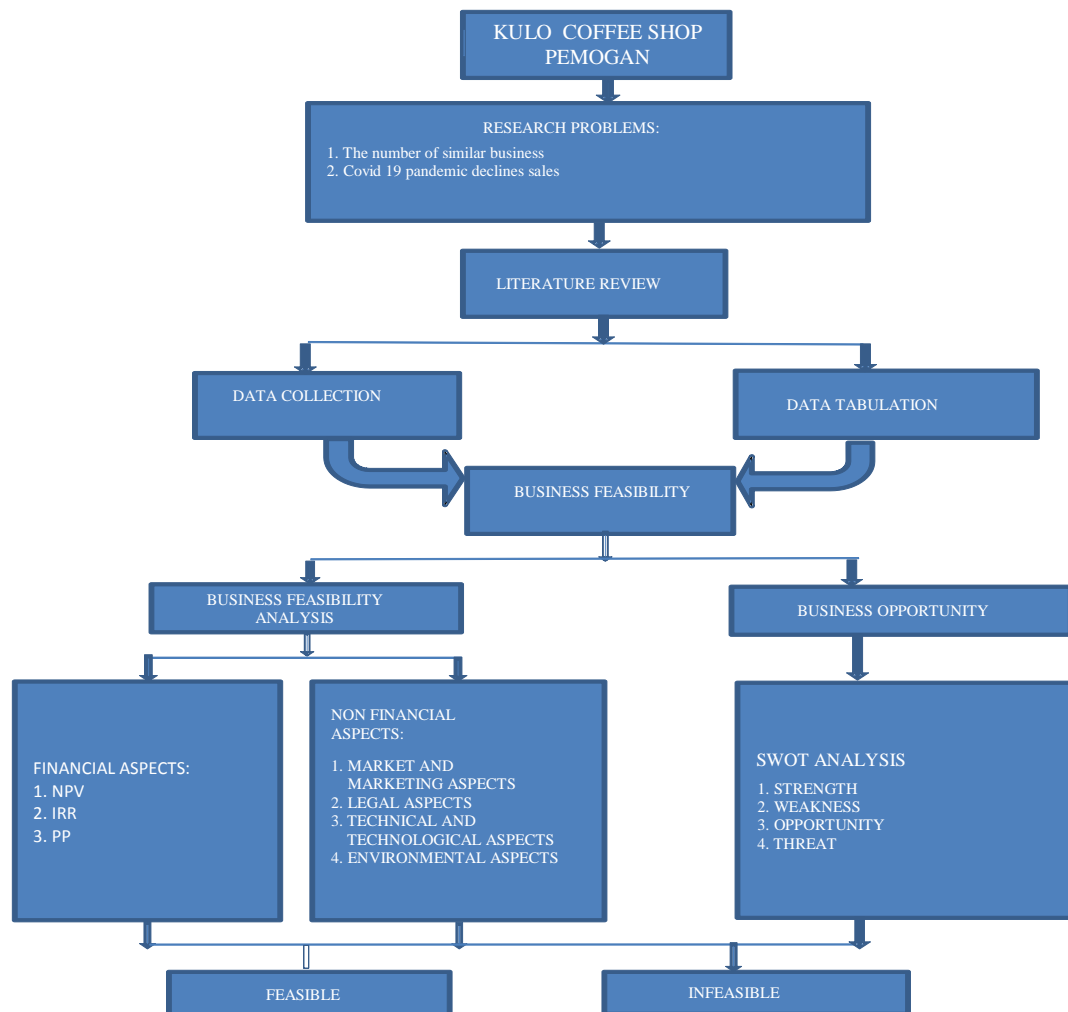 KULO COFFEE SHOP
PEMOGAN
RESEARCH PROBLEMS:
1. The number of similar business
2. Covid 19 pandemic declines sales
LITERATURE REVIEW
DATA COLLECTION
DATA TABULATION
BUSINESS FEASIBILITY
BUSINESS FEASIBILITY
ANALYSIS
BUSINESS OPPORTUNITY
FINANCIAL ASPECTS:
1. NPV
2. IRR
3. PP
NON FINANCIAL
ASPECTS:
1. MARKET AND
MARKETING ASPECTS
2. LEGAL ASPECTS
3. TECHNICAL AND
TECHNOLOGICAL ASPECTS
4. ENVIRONMENTAL ASPECTS
SWOT ANALYSIS
1. STRENGTH
2. WEAKNESS
3. OPPORTUNITY
4. THREAT
FEASIBLE
INFEASIBLE